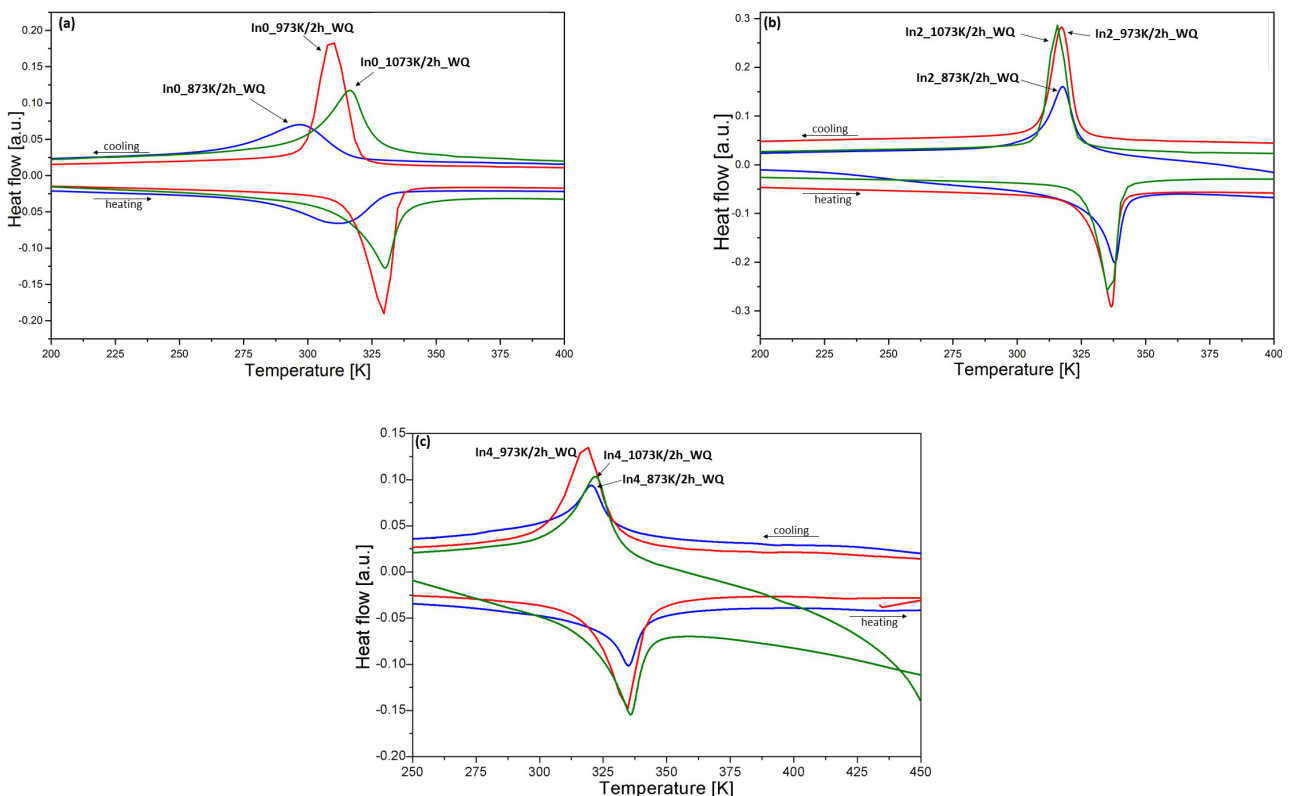 (a)
In0_973K/2h_WQ
In0_1073K/2h_WQ
In0_873K/2h_WQ
cooling
heating
Heat flow [a.u.]
0.20
0.15
0.10
0.05
0.00
-0.05
-0.10
-0.15
-0.20
200 225 250 275 300 325 350 375 400
Temperature [K]
(b)
In2_1073K/2h_WQ In2_973K/2h_WQ
In2_873K/2h_WQ
cooling
heating
Heat flow [a.u.]
0.3
0.2
0.1
0.0
-0.1
-0.2
-0.3
200 225 250 275 300 325 350 375 400
Temperature [K]
(c)
In4_973K/2h_WQ In4_1073K/2h_WQ
In4_873K/2h_WQ
cooling
heating
Heat flow [a.u.]
0.15
0.10
0.05
0.00
-0.05
-0.10
-0.15
-0.20
250 275 300 325 350 375 400 425 450
Temperature [K]